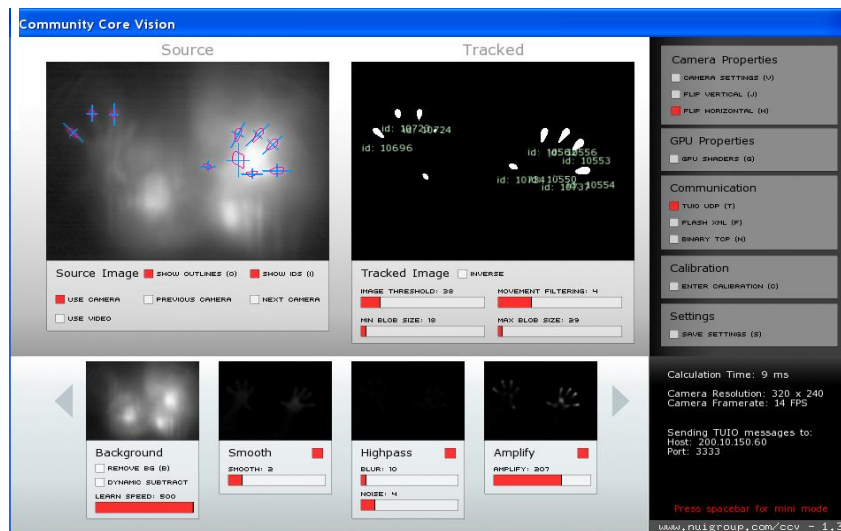 Community Core Vision
Source
Tracked
id: 10696
id: 10553
id: 10554
Source Image
SHOW OUTLINES (O)
SHOW IDS (I)
USE CAMERA
PREVIOUS CAMERA
NEXT CAMERA
USE VIDEO
Tracked Image
INVERSE
IMAGE THRESHOLD: 38
MOVEMENT FILTERING: 4
MIN BLOB SIZE: 18
MAX BLOB SIZE: 29
Camera Properties
CAMERA SETTINGS (V)
FLIP VERTICAL (J)
FLIP HORIZONTAL (H)
GPU Properties
GPU SHADERS (G)
Communication
TUIO UDP (T)
FLASH XML (F)
BINARY TCP (N)
Calibration
ENTER CALIBRATION (C)
Settings
SAVE SETTINGS (S)
Background
REMOVE BG (B)
DYNAMIC SUBTRACT
LEARN SPEED: 500
Smooth
SMOOTH: 2
Highpass
BLUR: 10
NOISE: 4
Amplify
AMPLIFY: 207
Calculation Time: 9 ms
Camera Resolution: 320 x 240
Camera Framerate: 14 FPS
Sending TUIO messages to:
Host: 200.10.150.60
Port: 3333
Press spacebar for mini mode
www.nuigroup.com/ccv - 1.3